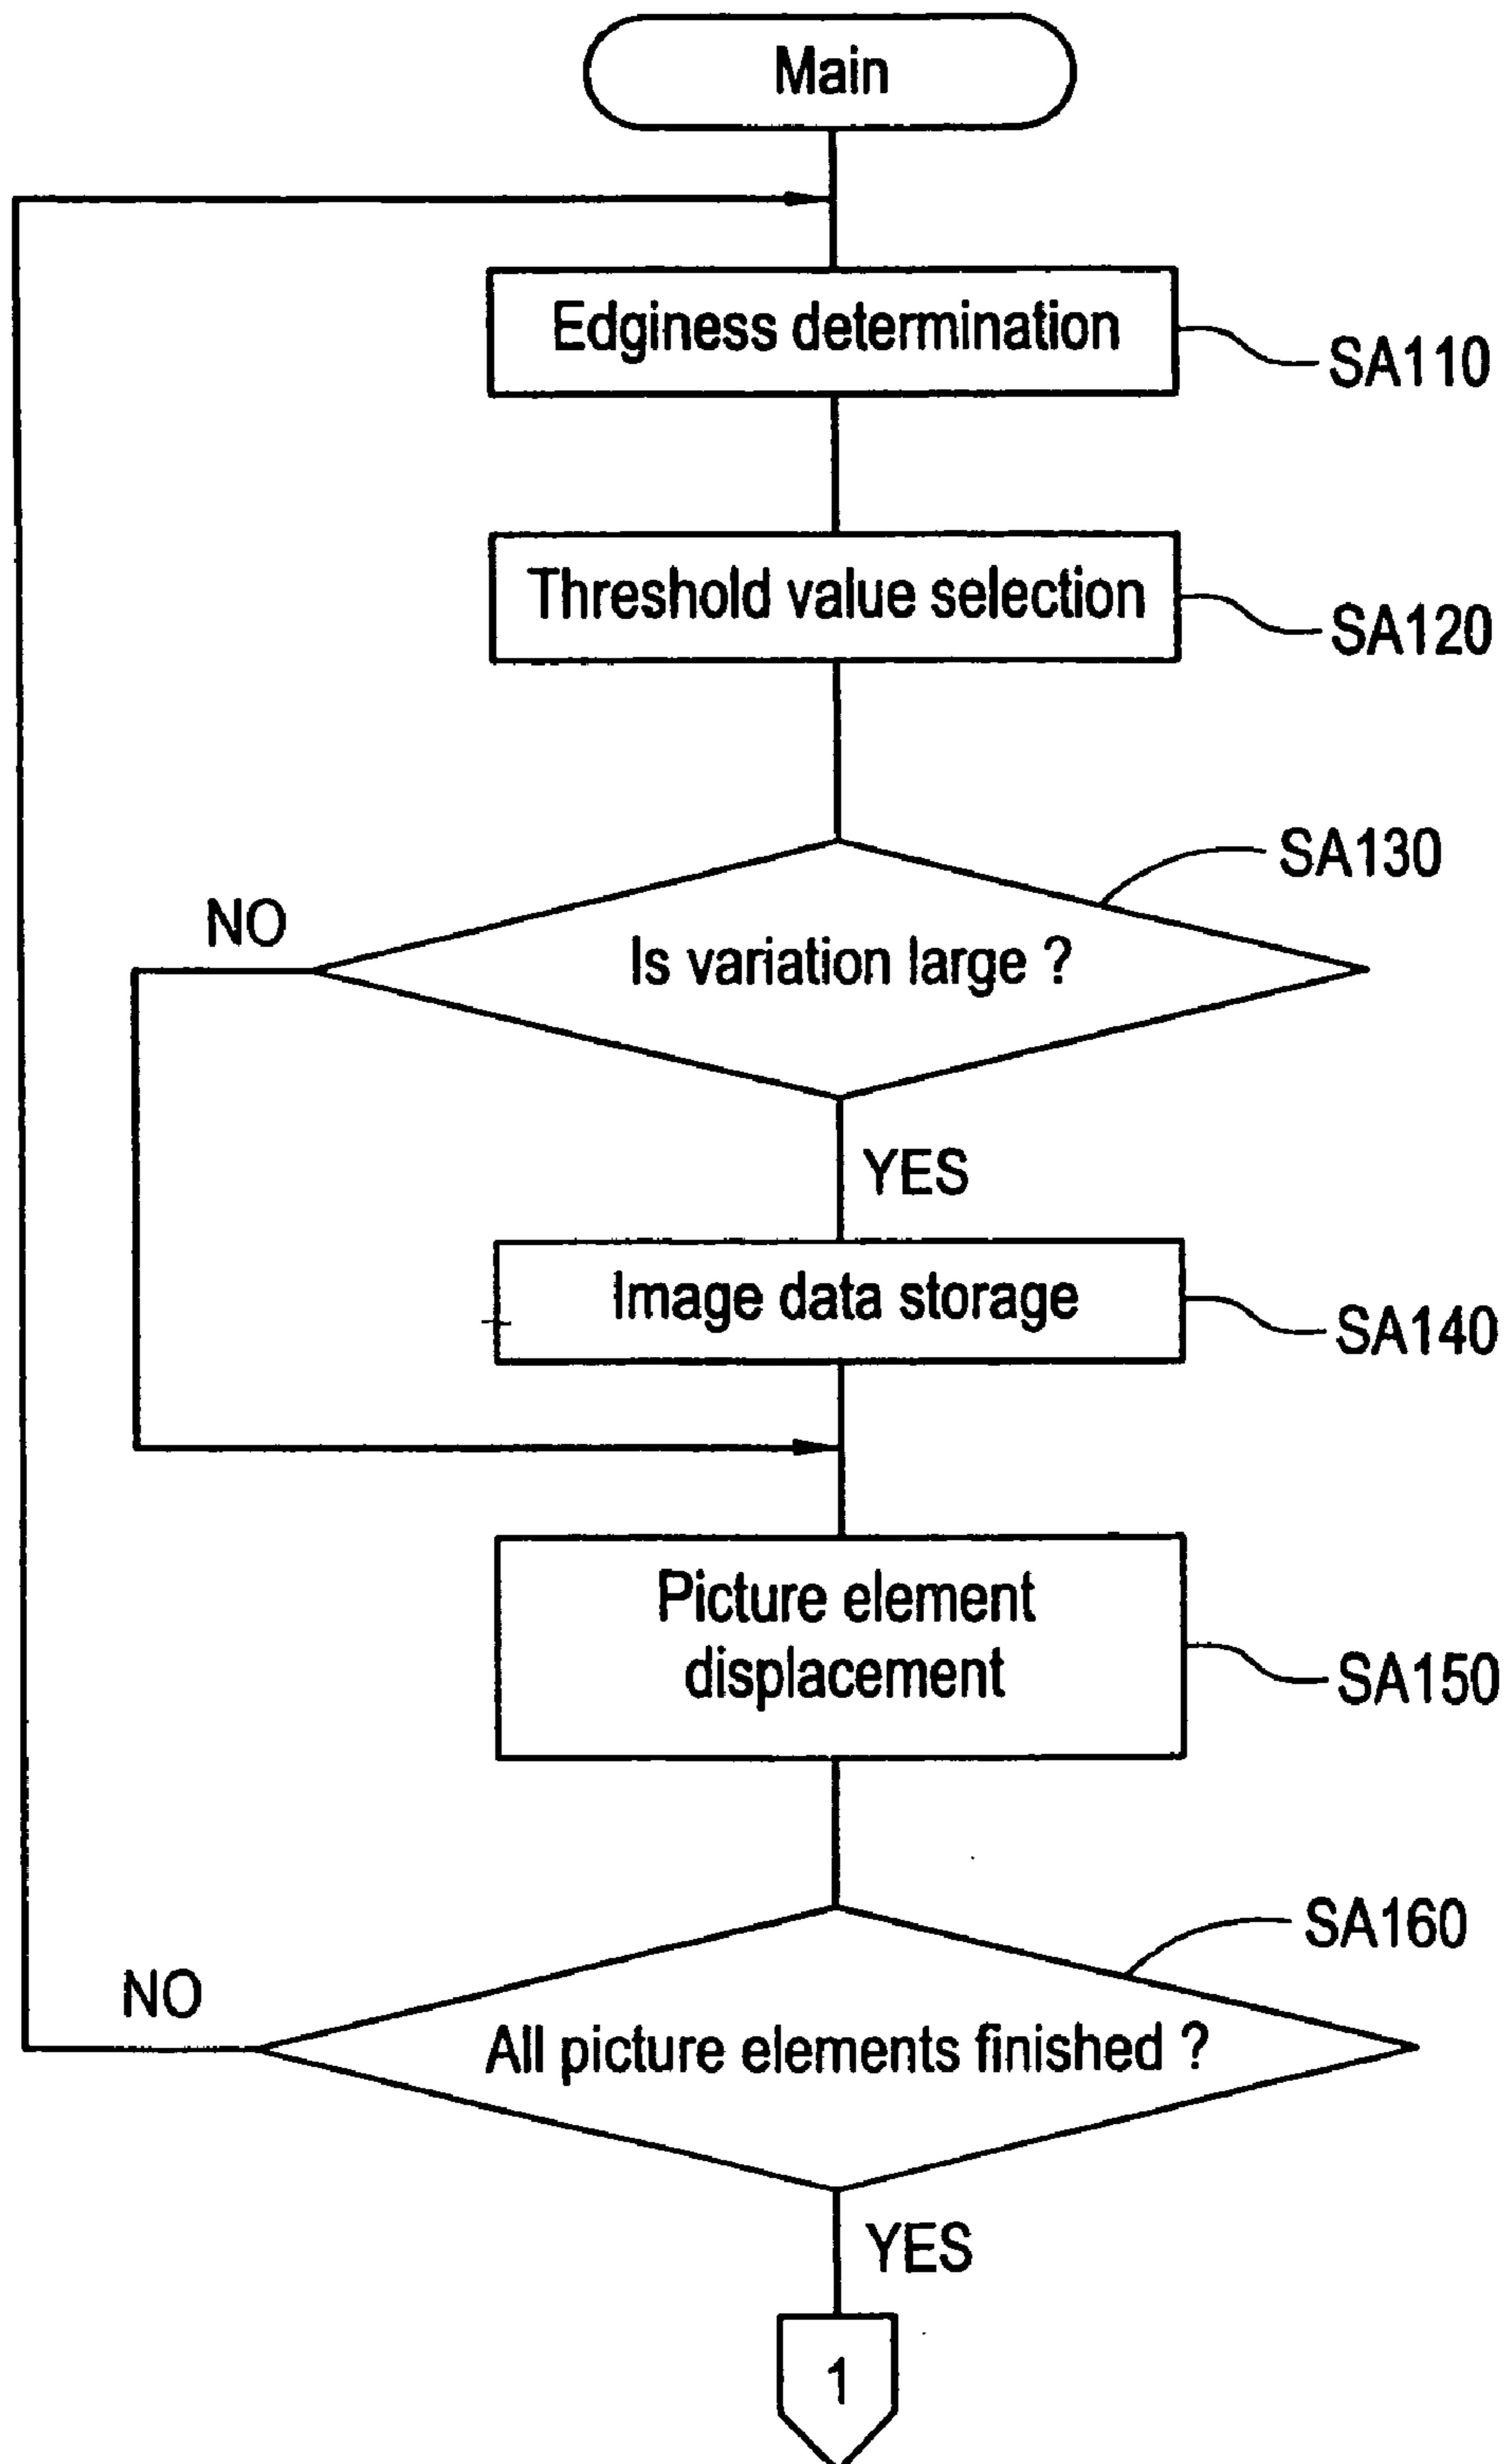 Main
Edginess determination
SA110
Threshold value selection
SA120
SA130
NO
Is variation large ?
YES
Image data storage
SA140
Picture element
displacement
SA150
SA160
NO
All picture elements finished ?
YES
1